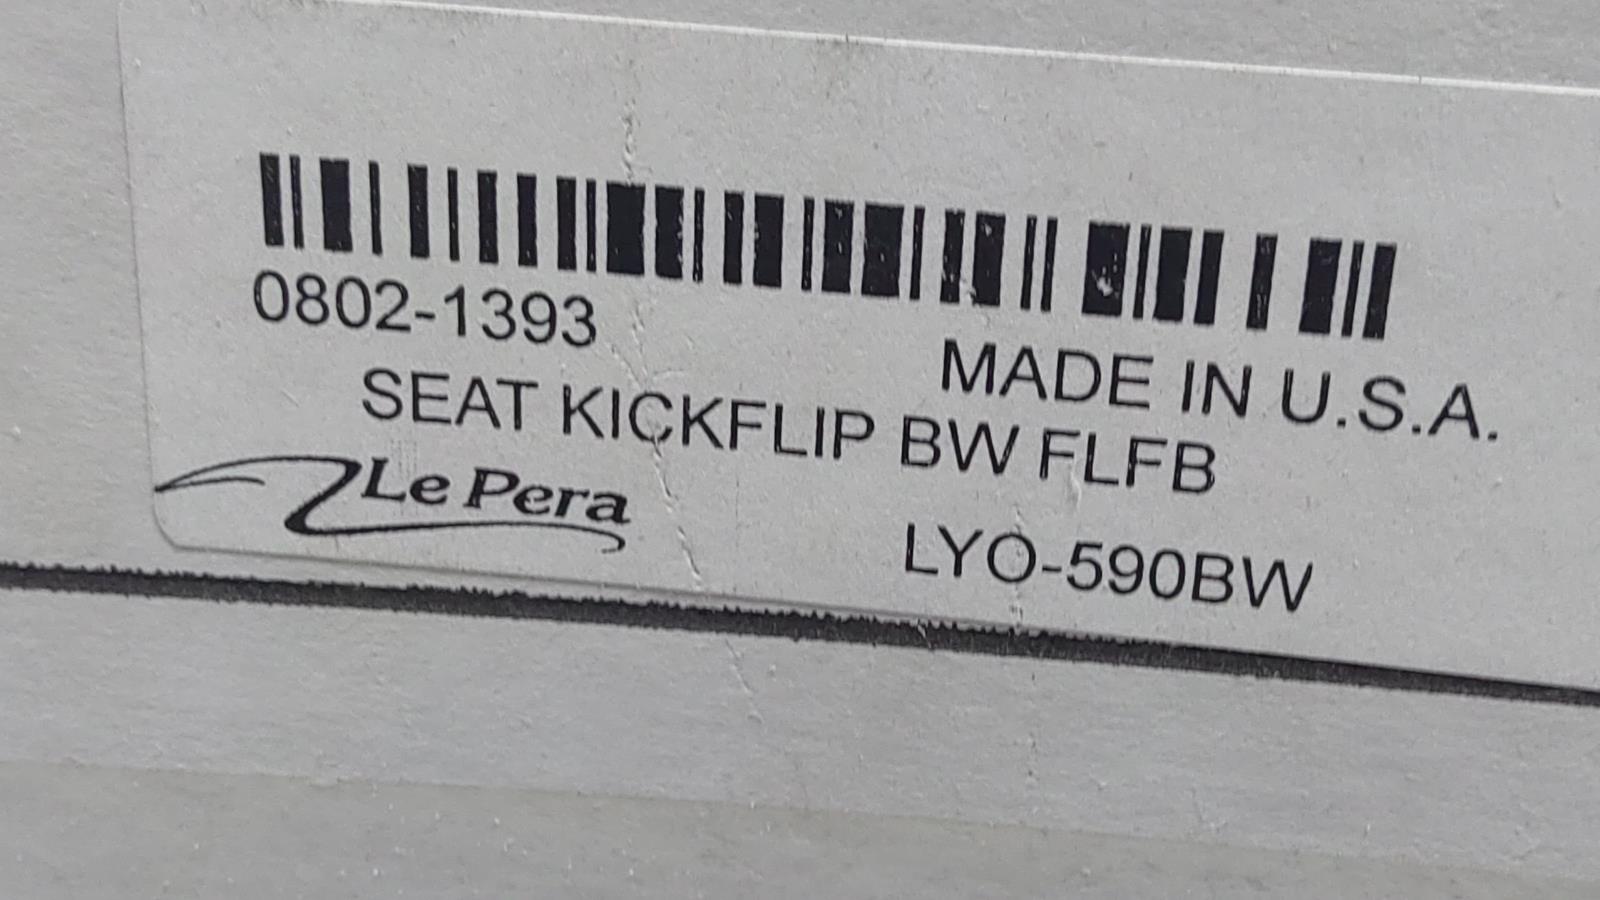 0802-1393
MADE IN U.S.A.
SEAT KICKFLIP BW FLFB
Le Pera
LYO-590BW